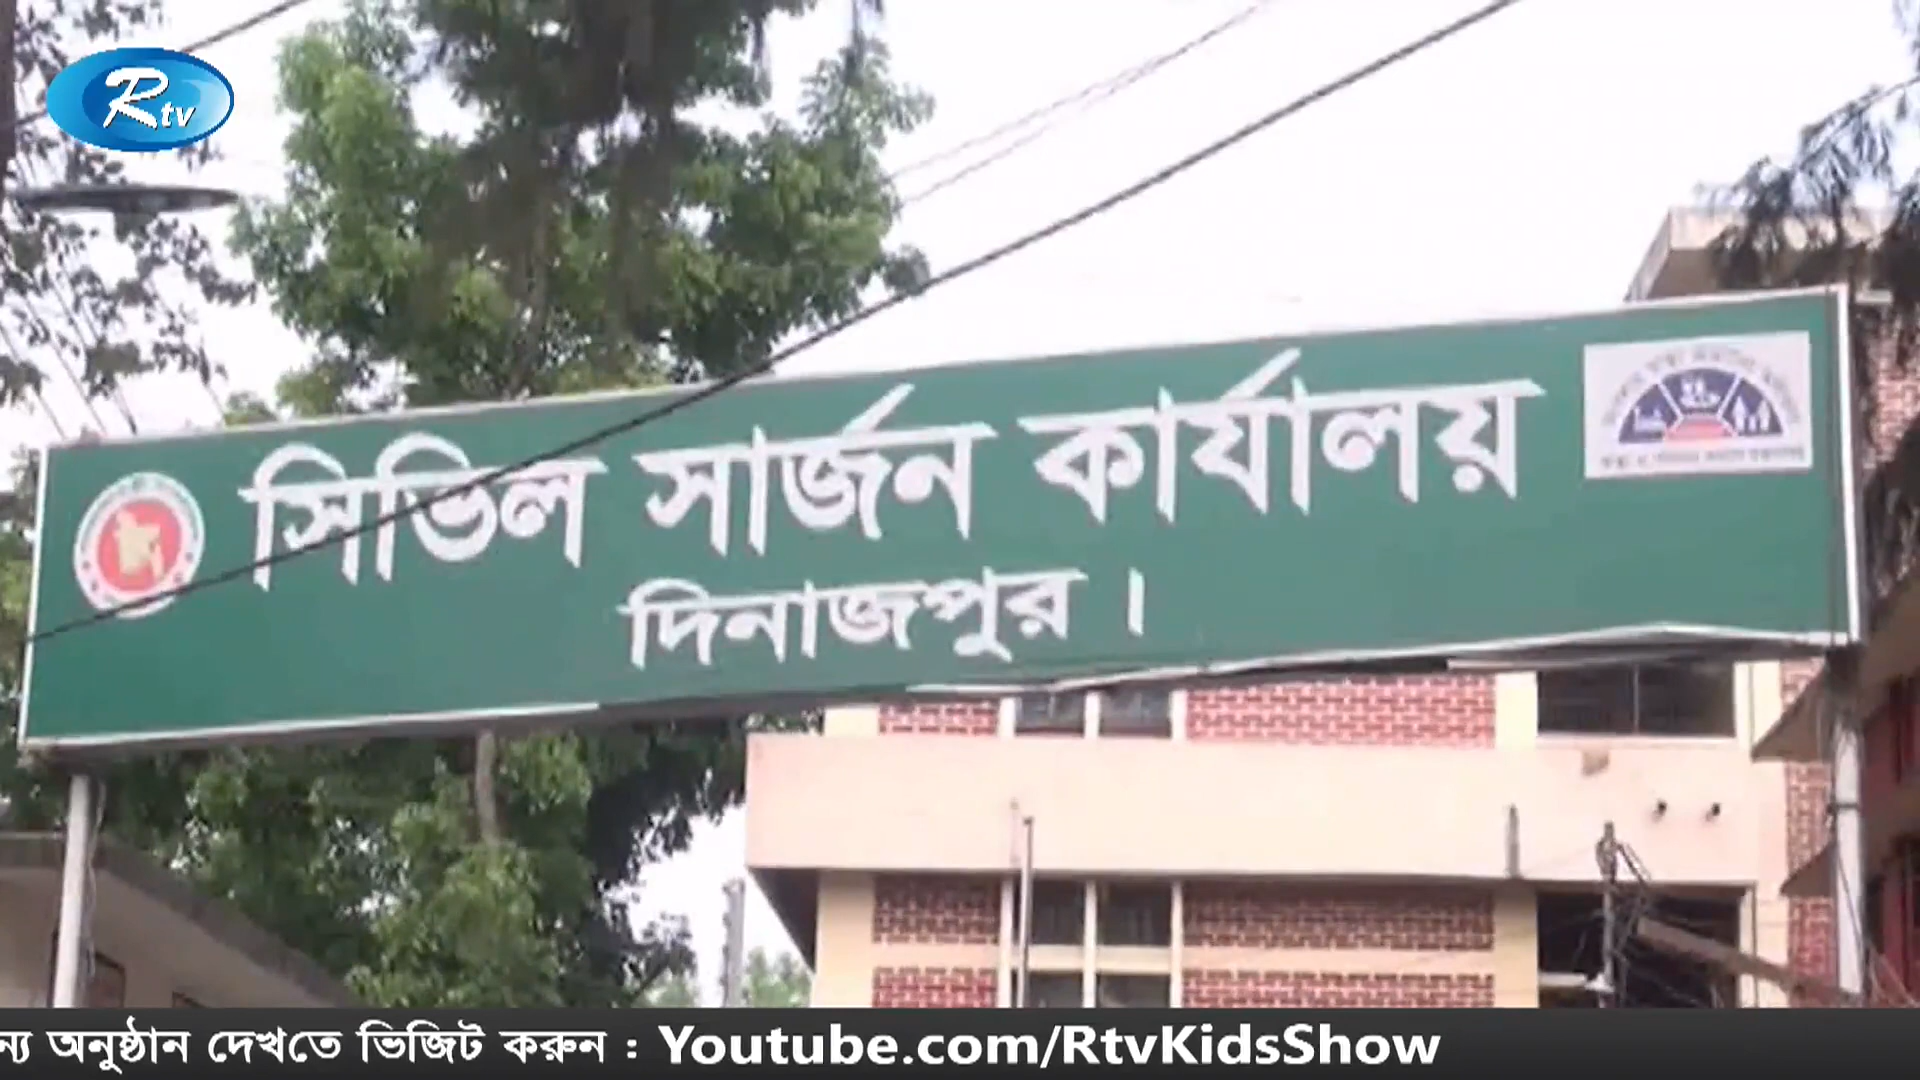 Rtv
সিভিল সার্জন কার্যালয়
দিনাজপুর ।
ন্য অনুষ্ঠান দেখতে ভিজিট করুন : Youtube.com/RtvKidsShow